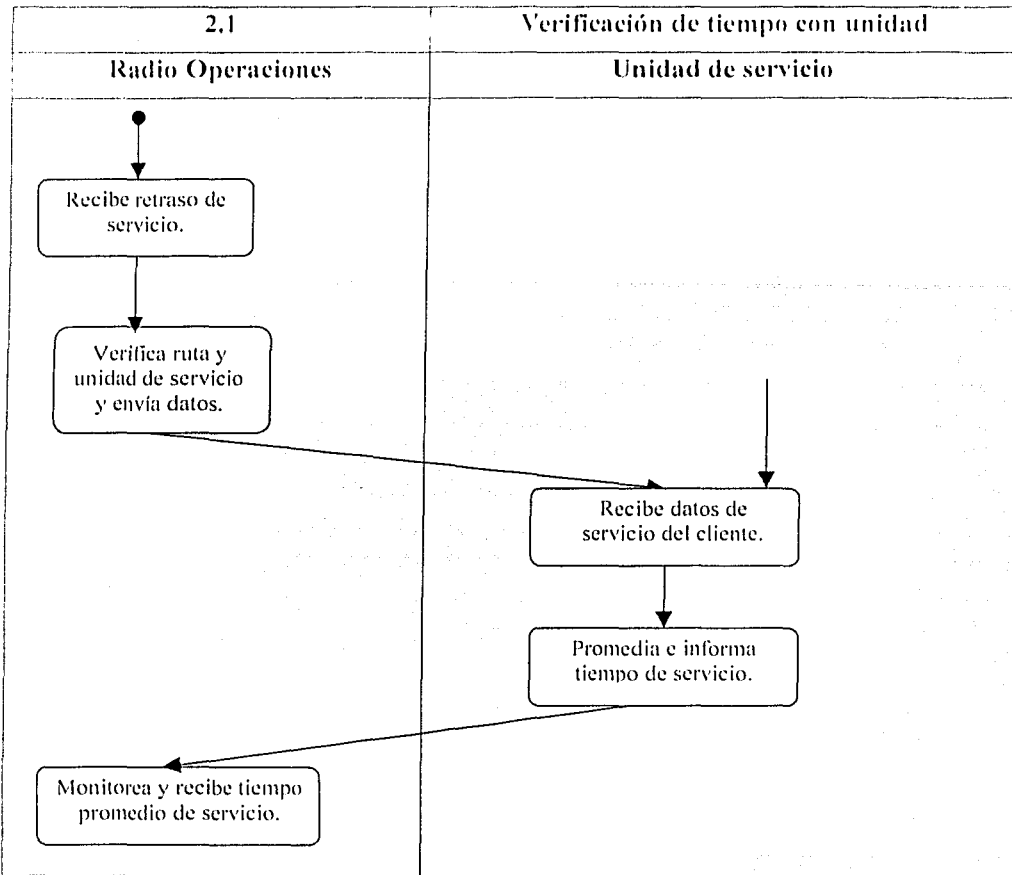 2.1
Verificación de tiempo con unidad
Radio Operaciones
Unidad de servicio
Recibe retraso de
servicio.
Verifica ruta y
unidad de servicio
y envía datos.
Recibe datos de
servicio del cliente.
Promedia e informa
tiempo de servicio.
Monitorea y recibe tiempo
promedio de servicio.